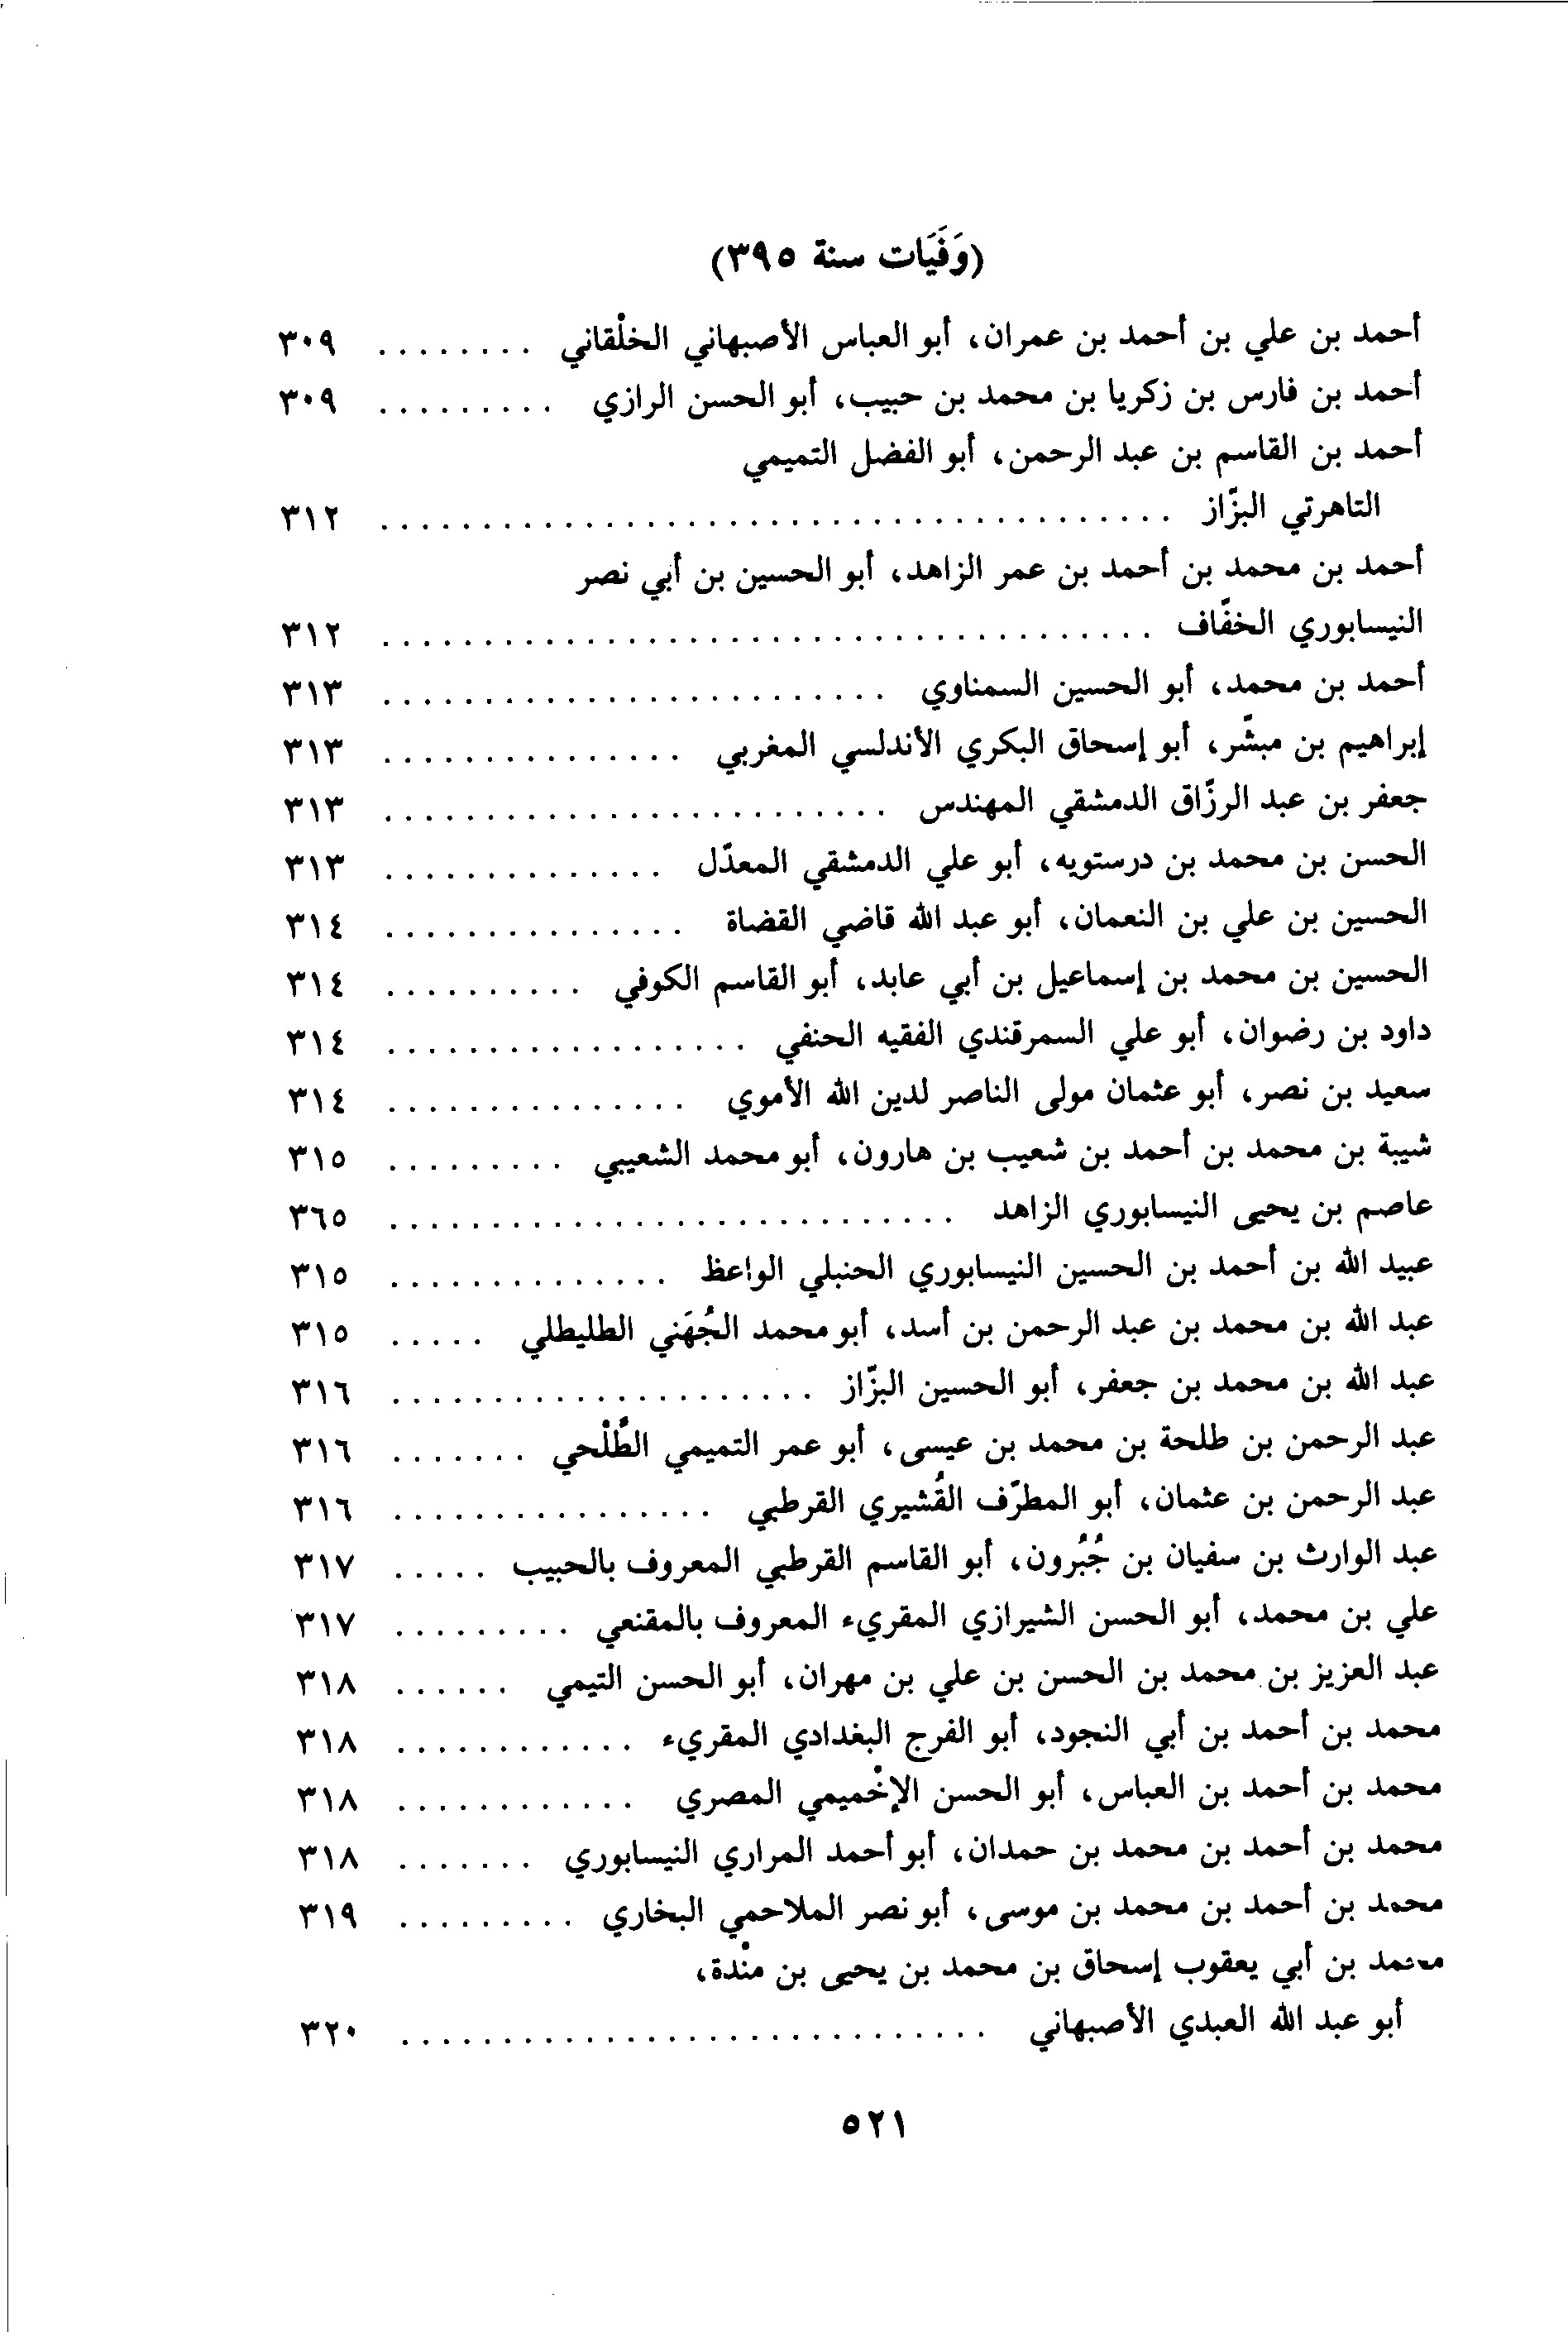 (وَفَيَات سنة ٣٩٥)
أحمد بن علي بن أحمد بن عمران، أبو العباس الأصبهاني الخلْقاني ........ ٣٠٩
أحمد بن فارس بن زكريا بن محمد بن حبيب، أبو الحسن الرازي ......... ٣٠٩
أحمد بن القاسم بن عبد الرحمن، أبو الفضل التميمي
التاهرتي البزّاز ....................................... ٣١٢
أحمد بن محمد بن أحمد بن عمر الزاهد، أبو الحسين بن أبي نصر
النيسابوري الخفّاف ...................................... ٣١٢
أحمد بن محمد، أبو الحسين السمناوي ......................... ٣١٣
إبراهيم بن مبشّر، أبو إسحاق البكري الأندلسي المغربي ............... ٣١٣
جعفر بن عبد الرزّاق الدمشقي المهندس ......................... ٣١٣
الحسن بن محمد بن درستويه، أبو علي الدمشقي المعدّل .............. ٣١٣
الحسين بن علي بن النعمان، أبو عبد الله قاضي القضاة ............... ٣١٤
الحسين بن محمد بن إسماعيل بن أبي عابد، أبو القاسم الكوفي .......... ٣١٤
داود بن رضوان، أبو علي السمرقندي الفقيه الحنفي .................. ٣١٤
سعيد بن نصر، أبو عثمان مولى الناصر لدين الله الأموي ............... ٣١٤
شيبة بن محمد بن أحمد بن شعيب بن هارون، أبو محمد الشعيبي ......... ٣١٥
عاصم بن يحيى النيسابوري الزاهد ............................ ٣٦٥
عبيد الله بن أحمد بن الحسين النيسابوري الحنبلي الواعظ .............. ٣١٥
عبد الله بن محمد بن عبد الرحمن بن أسد، أبو محمد الجُهَني الطليطلي ..... ٣١٥
عبد الله بن محمد بن جعفر، أبو الحسين البزّاز ..................... ٣١٦
عبد الرحمن بن طلحة بن محمد بن عيسى، أبو عمر التميمي الطَّلْحي ....... ٣١٦
عبد الرحمن بن عثمان، أبو المطرّف القُشيري القرطبي ................ ٣١٦
عبد الوارث بن سفيان بن جُبْرون، أبو القاسم القرطبي المعروف بالحبيب ..... ٣١٧
علي بن محمد، أبو الحسن الشيرازي المقريء المعروف بالمقنعي ......... ٣١٧
عبد العزيز بن محمد بن الحسن بن علي بن مهران، أبو الحسن التيمي ...... ٣١٨
محمد بن أحمد بن أبي النجود، أبو الفرج البغدادي المقريء ............ ٣١٨
محمد بن أحمد بن العباس، أبو الحسن الإخْميمي المصري ............ ٣١٨
محمد بن أحمد بن محمد بن حمدان، أبو أحمد المراري النيسابوري ....... ٣١٨
محمد بن أحمد بن محمد بن موسى، أبو نصر الملاحمي البخاري ......... ٣١٩
محمد بن أبي يعقوب إسحاق بن محمد بن يحيى بن منْدة،
أبو عبد الله العبدي الأصبهاني ............................. ٣٢٠
٥٢١